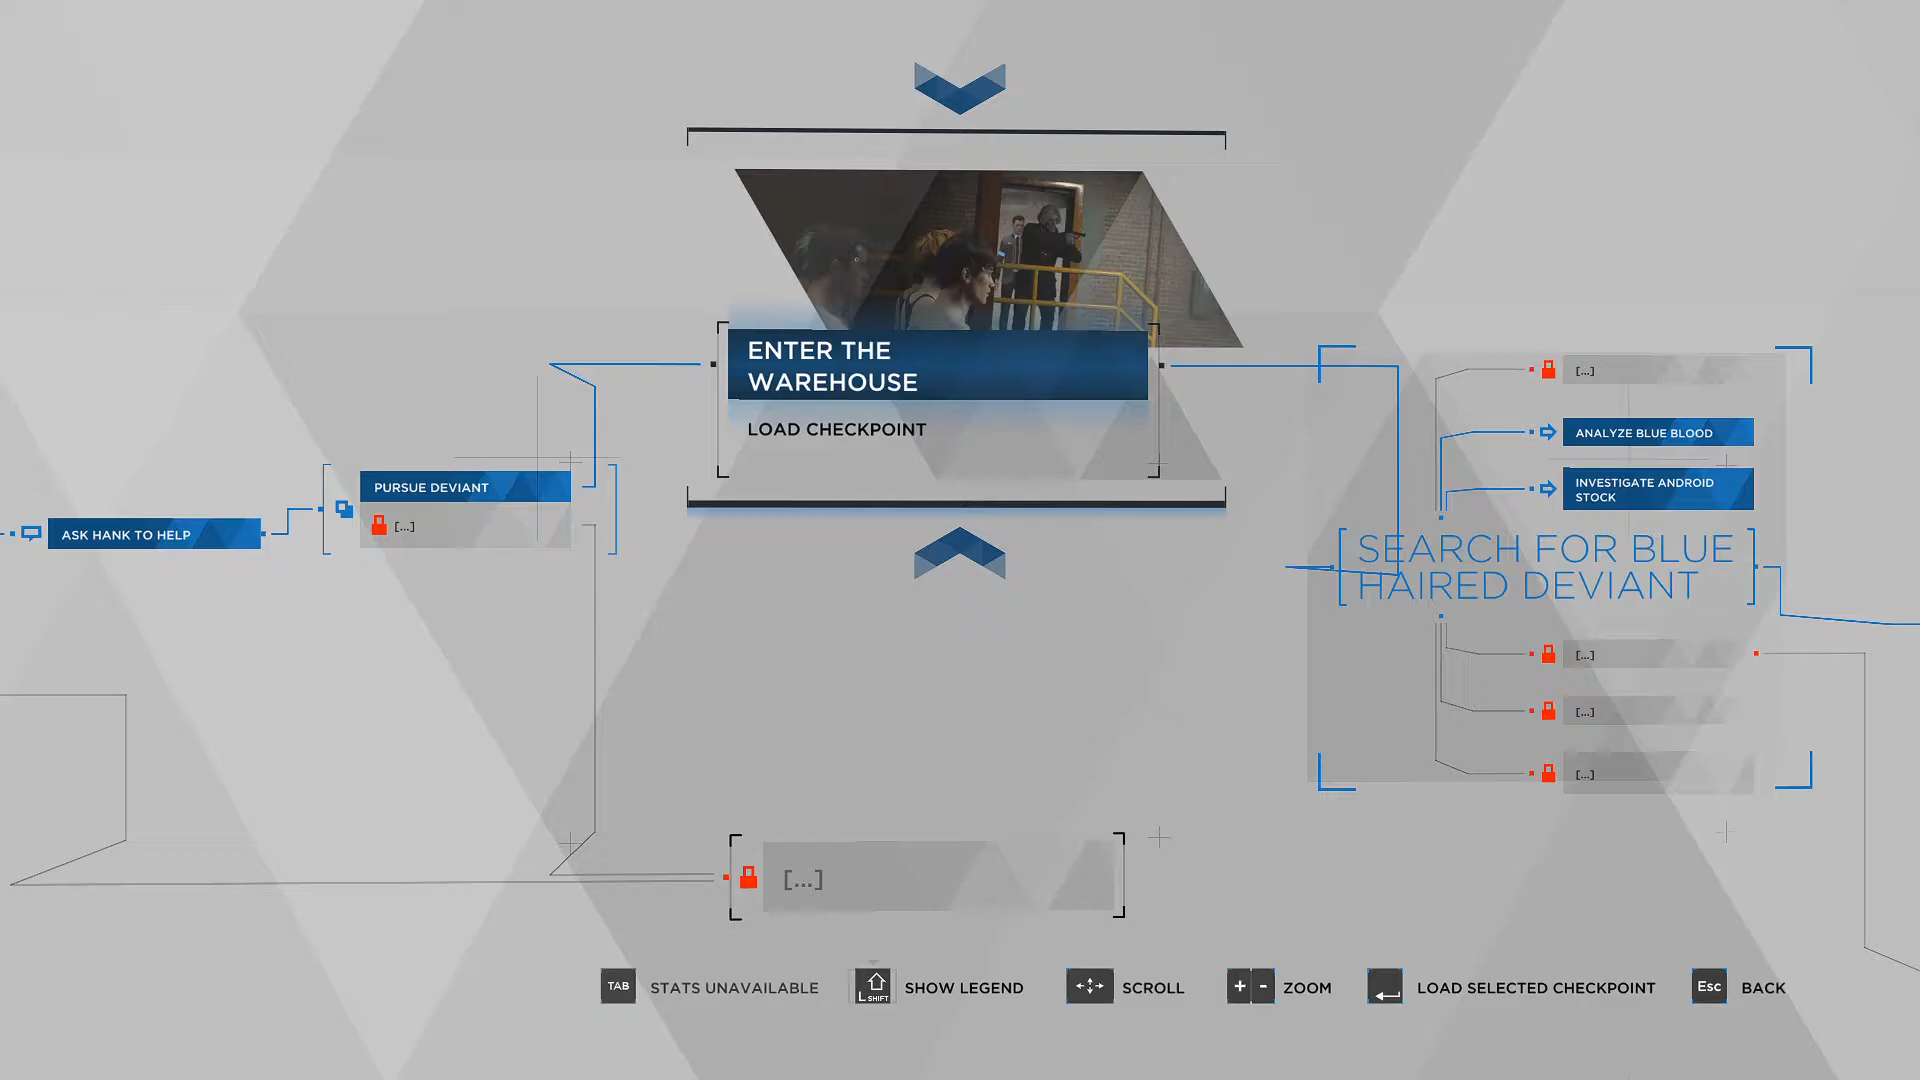 ENTER THE
WAREHOUSE
LOAD CHECKPOINT
ASK HANK TO HELP
PURSUE DEVIANT
[...]
[...]
ANALYZE BLUE BLOOD
INVESTIGATE ANDROID
STOCK
SEARCH FOR BLUE
HAIRED DEVIANT
[...]
[...]
[...]
[...]
TAB STATS UNAVAILABLE L SHIFT SHOW LEGEND SCROLL + - ZOOM LOAD SELECTED CHECKPOINT Esc BACK